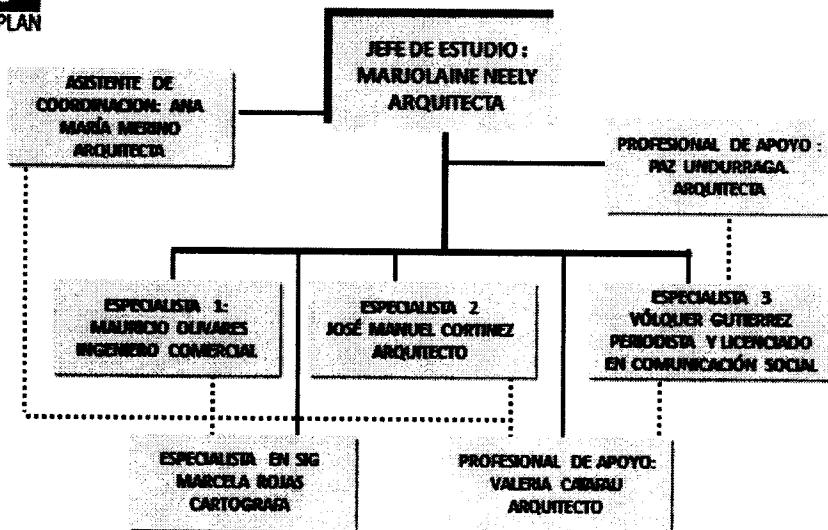 PLAN
JEFE DE ESTUDIO :
MARJOLAINE NEELY
ARQUITECTA
ASISTENTE DE
COORDINACION: ANA
MARÍA MERINO
ARQUITECTA
PROFESIONAL DE APOYO :
PAZ UNDURRAGA.
ARQUITECTA
ESPECIALISTA 1:
MAURICIO OLIVARES
INGENIERO COMERCIAL
ESPECIALISTA 2
JOSÉ MANUEL CORTINEZ
ARQUITECTO
ESPECIALISTA 3
VÓLQUER GUTIERREZ
PERIODISTA Y LICENCIADO
EN COMUNICACIÓN SOCIAL
ESPECIALISTA EN SIG
MARCELA ROJAS
CARTOGRAFA
PROFESIONAL DE APOYO:
VALERIA CATAFAU
ARQUITECTO